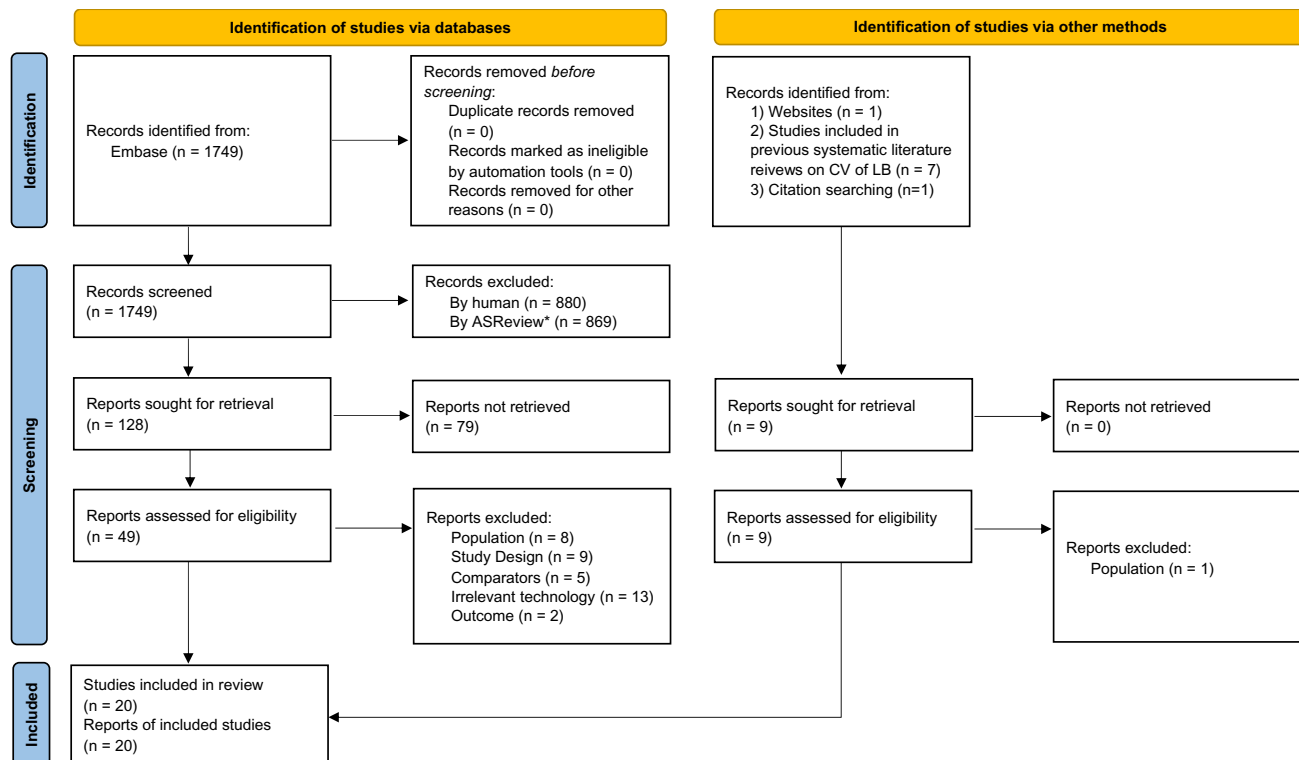 Identification of studies via databases
Identification of studies via other methods
Identification
Records identified from:
Embase (n = 1749)
Records removed before
screening:
Duplicate records removed
(n = 0)
Records marked as ineligible
by automation tools (n = 0)
Records removed for other
reasons (n = 0)
Records identified from:
1) Websites (n = 1)
2) Studies included in
previous systematic literature
reivews on CV of LB (n = 7)
3) Citation searching (n=1)
Screening
Records screened
(n = 1749)
Records excluded:
By human (n = 880)
By ASReview* (n = 869)
Reports sought for retrieval
(n = 128)
Reports not retrieved
(n = 79)
Reports sought for retrieval
(n = 9)
Reports not retrieved
(n = 0)
Reports assessed for eligibility
(n = 49)
Reports excluded:
Population (n = 8)
Study Design (n = 9)
Comparators (n = 5)
Irrelevant technology (n = 13)
Outcome (n = 2)
Reports assessed for eligibility
(n = 9)
Reports excluded:
Population (n = 1)
Included
Studies included in review
(n = 20)
Reports of included studies
(n = 20)